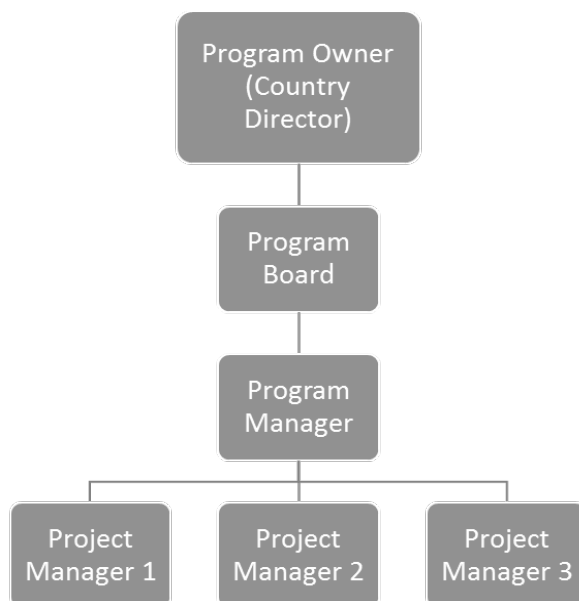 Program Owner
(Country
Director)
Program
Board
Program
Manager
Project
Manager 1
Project
Manager 2
Project
Manager 3